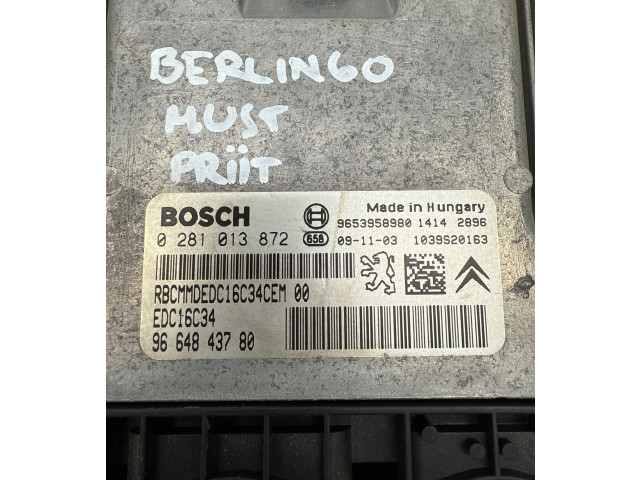 BERLINGO
MUST
PRIIT
BOSCH
Made in Hungary
9653958980 1414 2896
0 281 013 872 658 09-11-03 1039S20163
RBCMMDEDC16C34CEM 00
EDC16C34
96 648 437 80